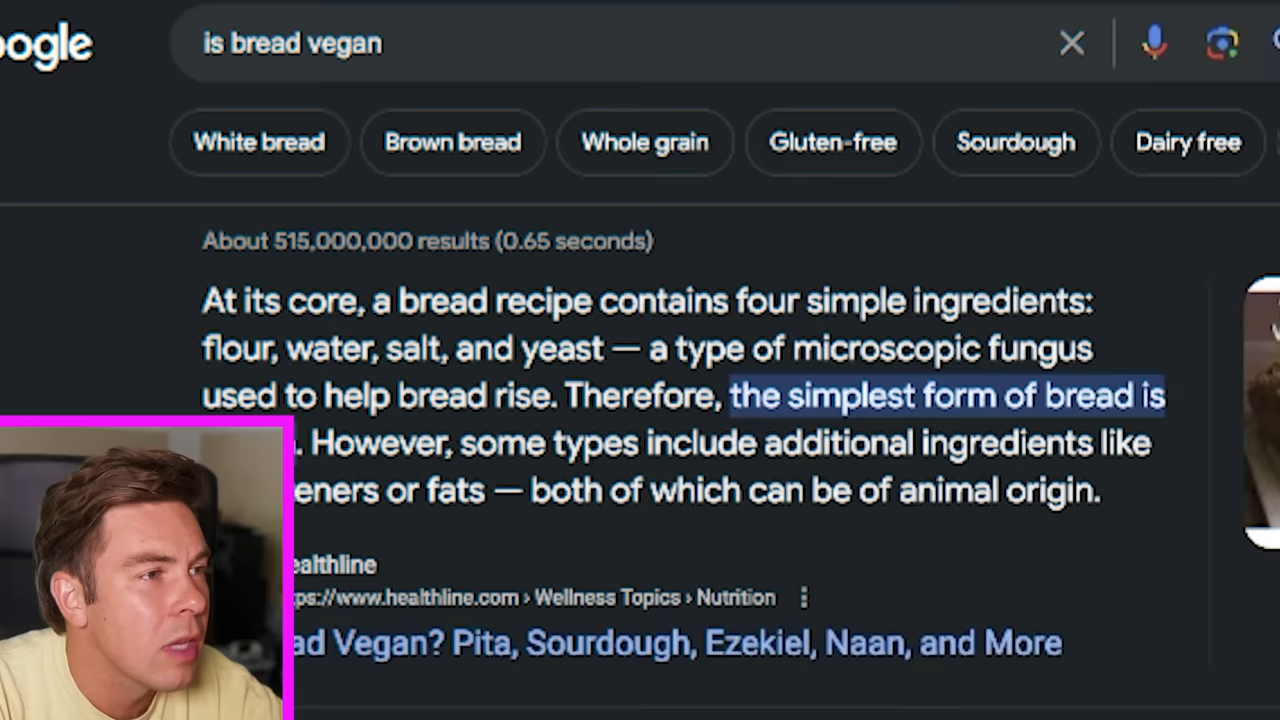 oogle
is bread vegan
White bread
Brown bread
Whole grain
Gluten-free
Sourdough
Dairy free
About 515,000,000 results (0.65 seconds)
At its core, a bread recipe contains four simple ingredients:
flour, water, salt, and yeast — a type of microscopic fungus
used to help bread rise. Therefore, the simplest form of bread is
. However, some types include additional ingredients like
eners or fats — both of which can be of animal origin.
ealthline
ps://www.healthline.com › Wellness Topics › Nutrition
ad Vegan? Pita, Sourdough, Ezekiel, Naan, and More